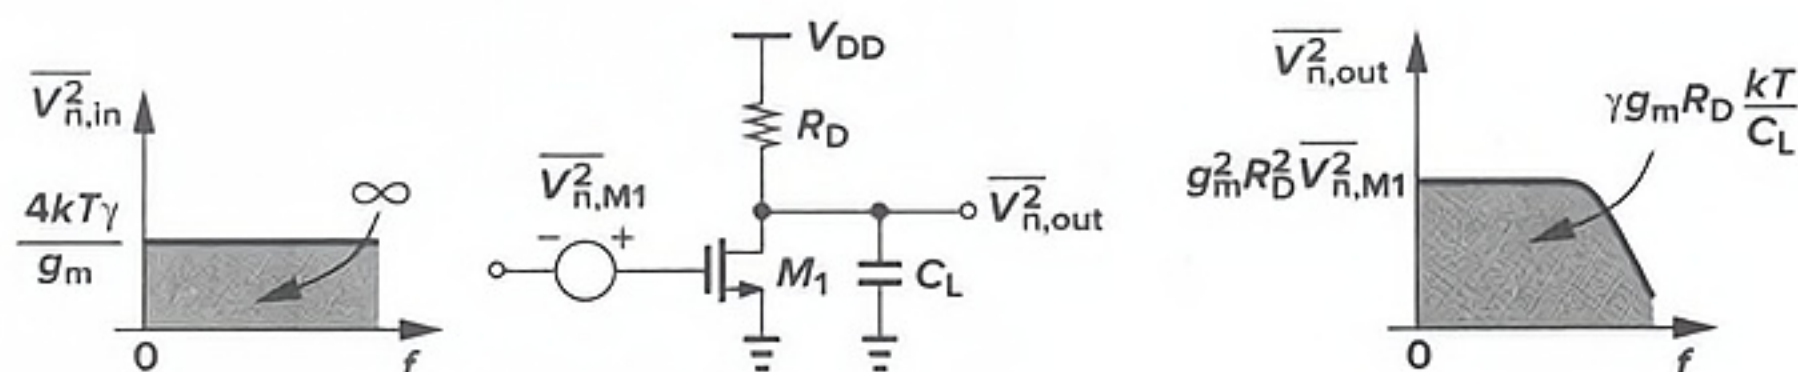 V²n,in
4kTγ
gm
∞
0
f
VDD
RD
V²n,M1
− +
M1
CL
V²n,out
V²n,out
g²mR²DV²n,M1
γgmRD kT
CL
0
f